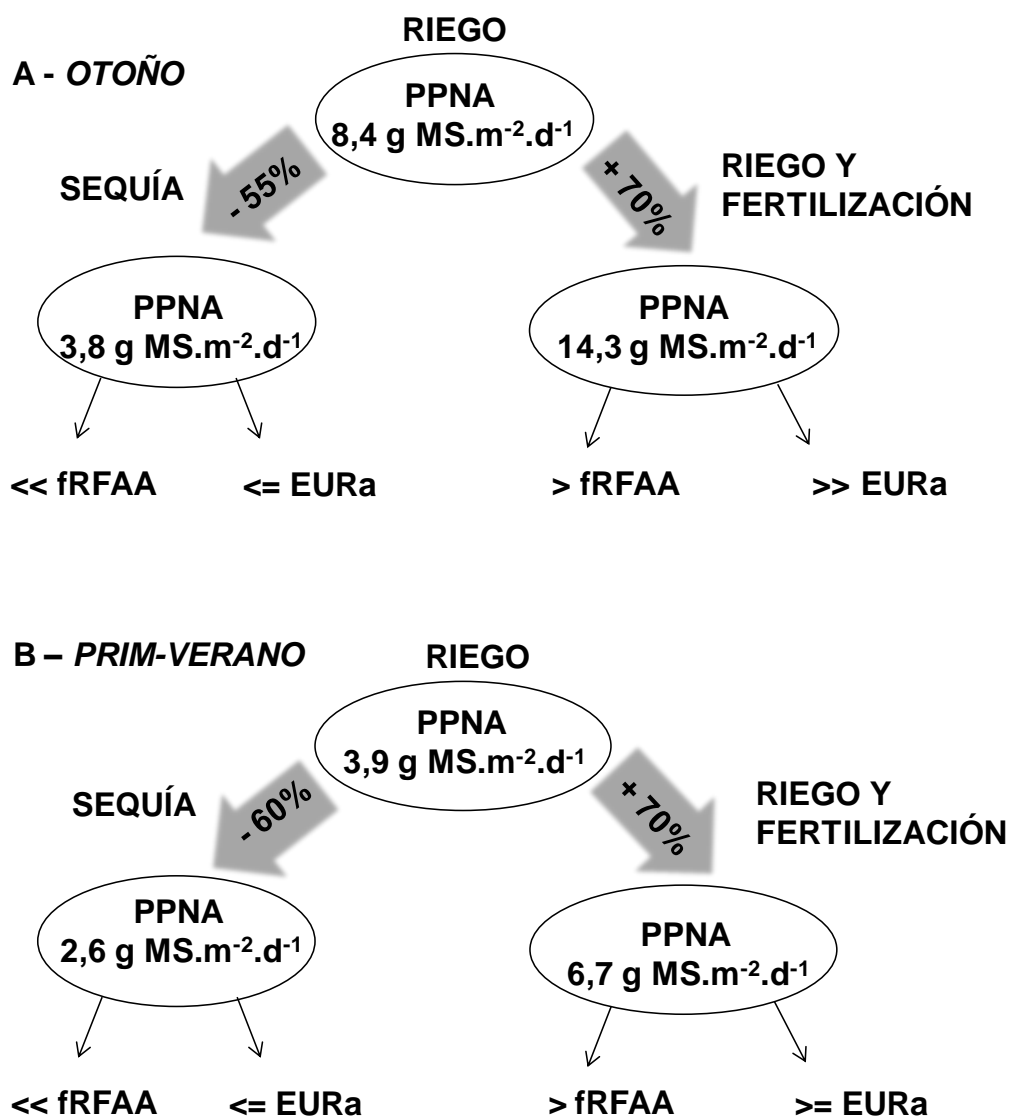 RIEGO
A - OTOÑO
PPNA
8,4 g MS.m-2.d-1
SEQUÍA
- 55%
+ 70%
RIEGO Y
FERTILIZACIÓN
PPNA
3,8 g MS.m-2.d-1
PPNA
14,3 g MS.m-2.d-1
<< fRFAA
<= EURa
> fRFAA
>> EURa
B – PRIM-VERANO
RIEGO
PPNA
3,9 g MS.m-2.d-1
SEQUÍA
- 60%
+ 70%
RIEGO Y
FERTILIZACIÓN
PPNA
2,6 g MS.m-2.d-1
PPNA
6,7 g MS.m-2.d-1
<< fRFAA
<= EURa
> fRFAA
>= EURa